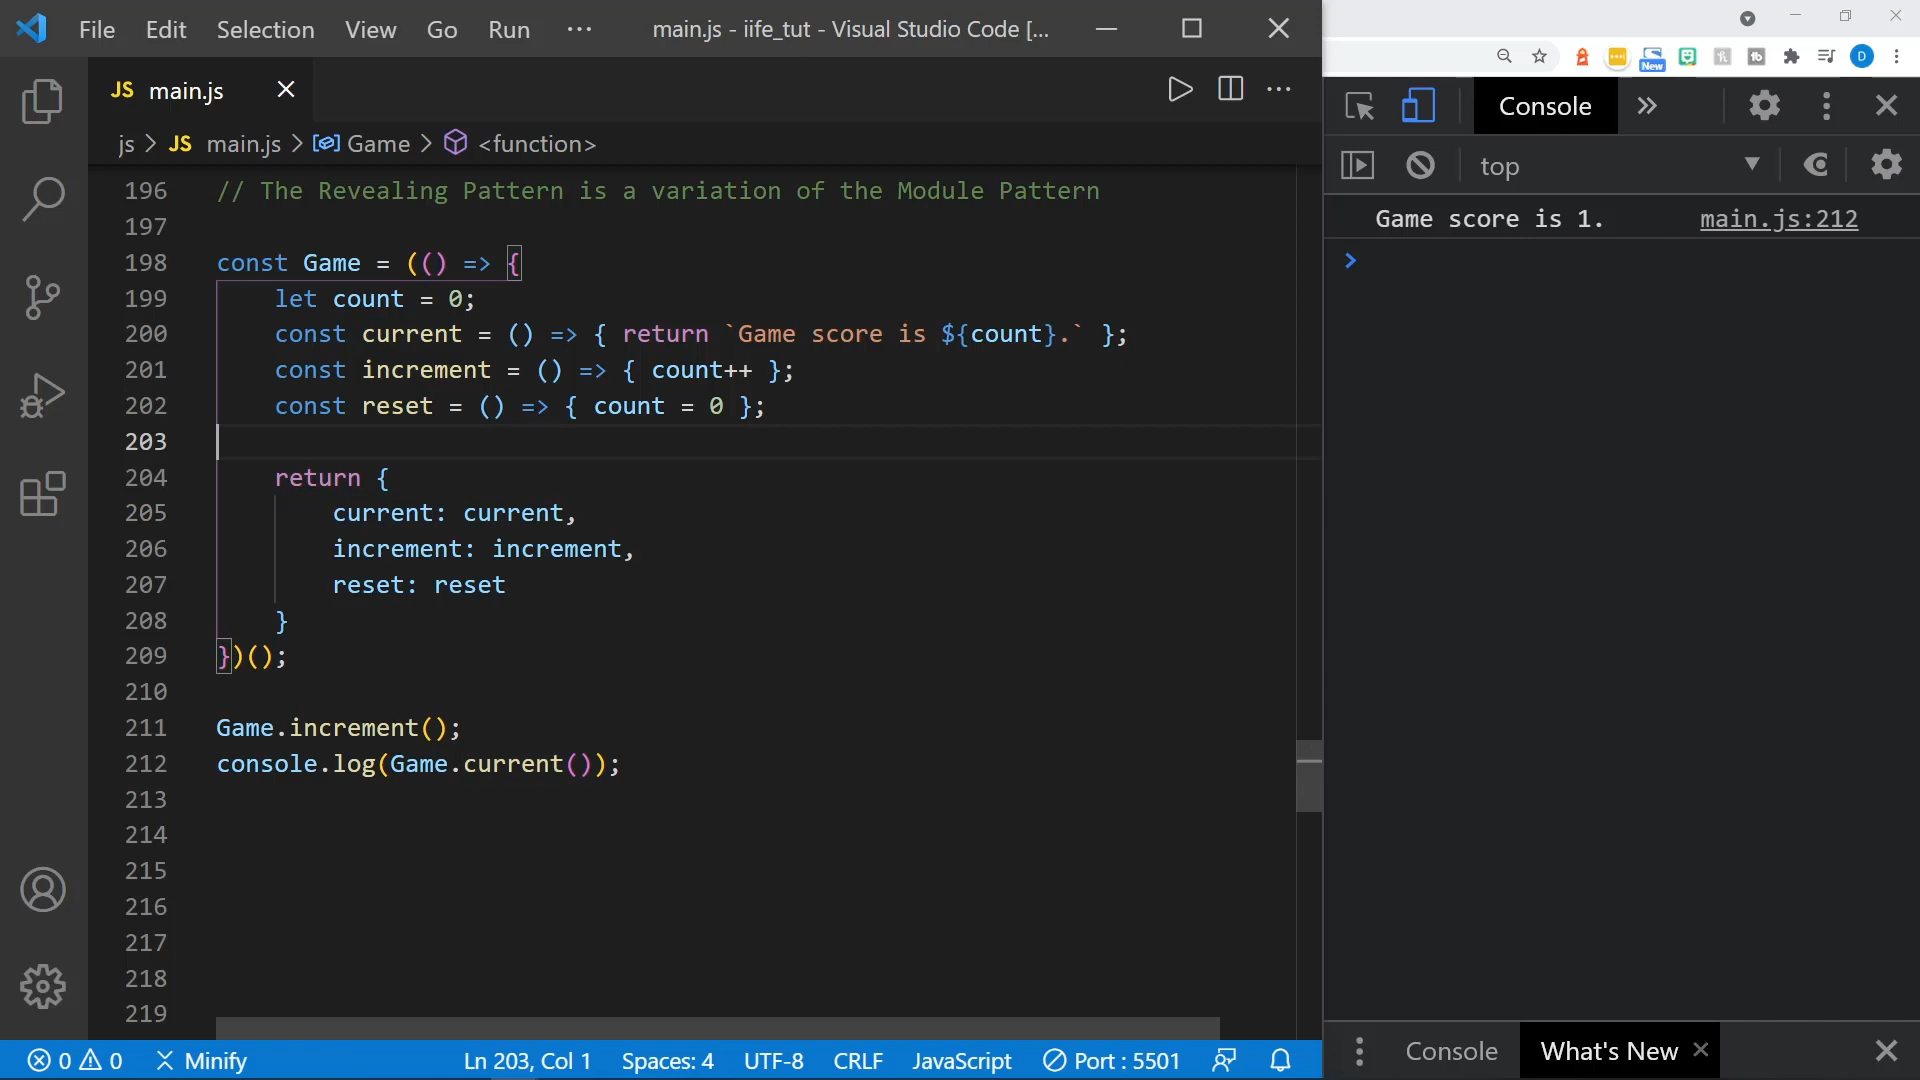 File Edit Selection View Go Run ··· main.js - iife_tut - Visual Studio Code [...
JS main.js
js > JS main.js > Game > <function>
196 // The Revealing Pattern is a variation of the Module Pattern
197
198 const Game = (() => {
199 let count = 0;
200 const current = () => { return `Game score is ${count}.` };
201 const increment = () => { count++ };
202 const reset = () => { count = 0 };
203
204 return {
205 current: current,
206 increment: increment,
207 reset: reset
208 }
209 })();
210
211 Game.increment();
212 console.log(Game.current());
213
214
215
216
217
218
219
0 0 Minify Ln 203, Col 1 Spaces: 4 UTF-8 CRLF JavaScript Port : 5501
New
D
Console »
top
Game score is 1. main.js:212
>
Console What's New